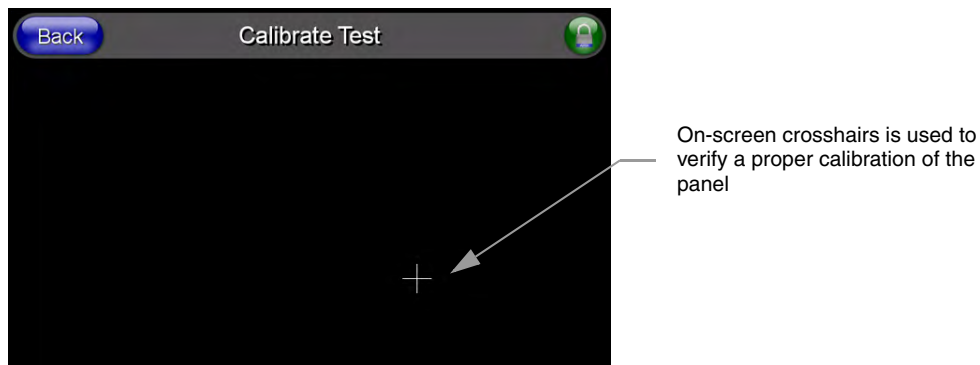 Back
Calibrate Test
On-screen crosshairs is used to
verify a proper calibration of the
panel